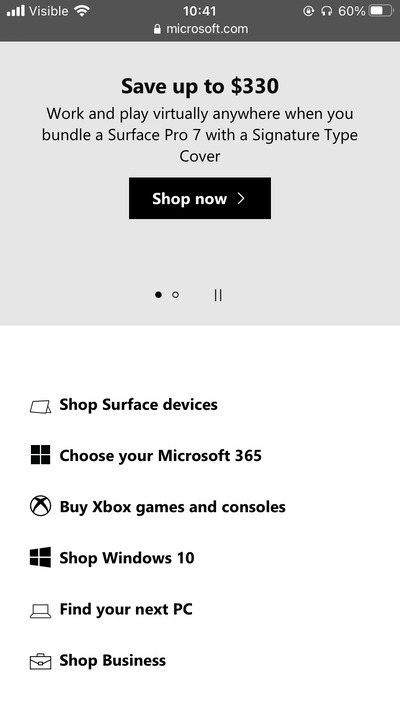 Visible 10:41 60%
microsoft.com
Save up to $330
Work and play virtually anywhere when you
bundle a Surface Pro 7 with a Signature Type
Cover
Shop now
Shop Surface devices
Choose your Microsoft 365
Buy Xbox games and consoles
Shop Windows 10
Find your next PC
Shop Business